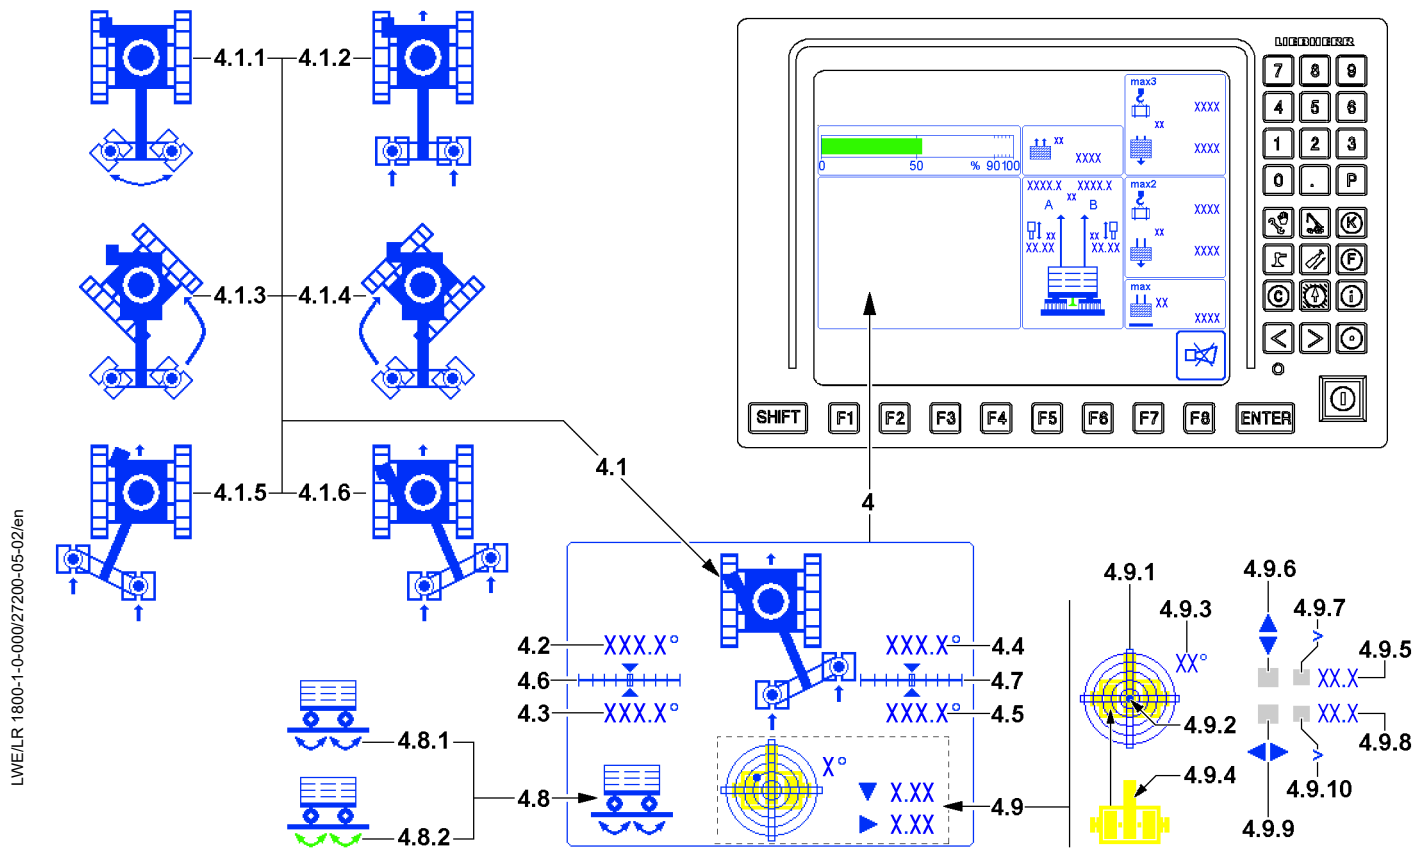 4.1.1
4.1.2
4.1.3
4.1.4
4.1.5
4.1.6
4.1
4
LIEBHERR
7 8 9
4 5 6
1 2 3
0 . P
K
F
C i
< >
SHIFT F1 F2 F3 F4 F5 F6 F7 F8 ENTER
0 50 % 90 100
xx
XXXX
XXXX.X XXXX.X
xx
A B
xx xx
XX.XX XX.XX
max3
XXXX
xx
XXXX
max2
XXXX
xx
XXXX
max
XX
XXXX
4.2 XXX.X° XXX.X° 4.4
4.6 4.7
4.3 XXX.X° XXX.X° 4.5
4.8.1
4.8
4.8.2
X°
X.XX
X.XX
4.9
4.9.1
4.9.3
XX°
4.9.2
4.9.4
4.9.6
4.9.7
>
4.9.5
XX.X
XX.X
4.9.8
>
4.9.10
4.9.9
LWE/LR 1800-1-0-000/27200-05-02/en